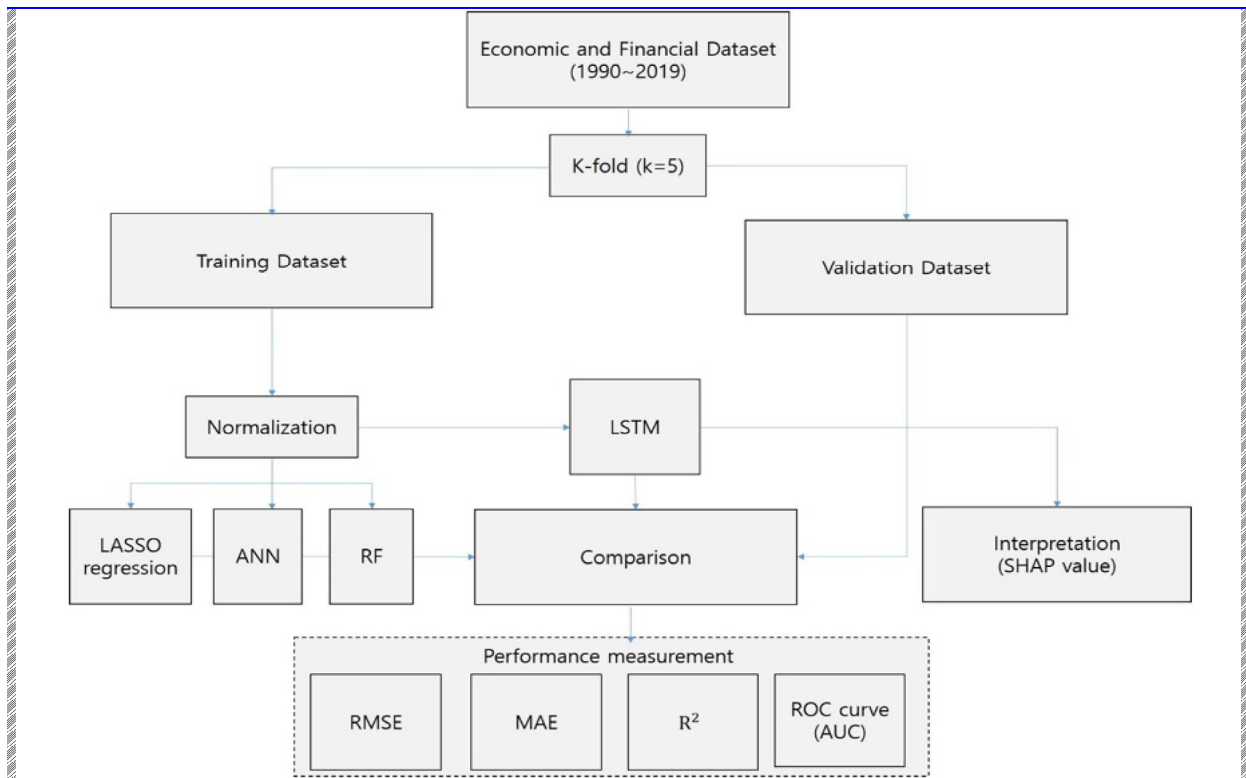 Economic and Financial Dataset
(1990~2019)
K-fold (k=5)
Training Dataset
Validation Dataset
Normalization
LSTM
LASSO
regression
ANN
RF
Comparison
Interpretation
(SHAP value)
Performance measurement
RMSE
MAE
R²
ROC curve
(AUC)